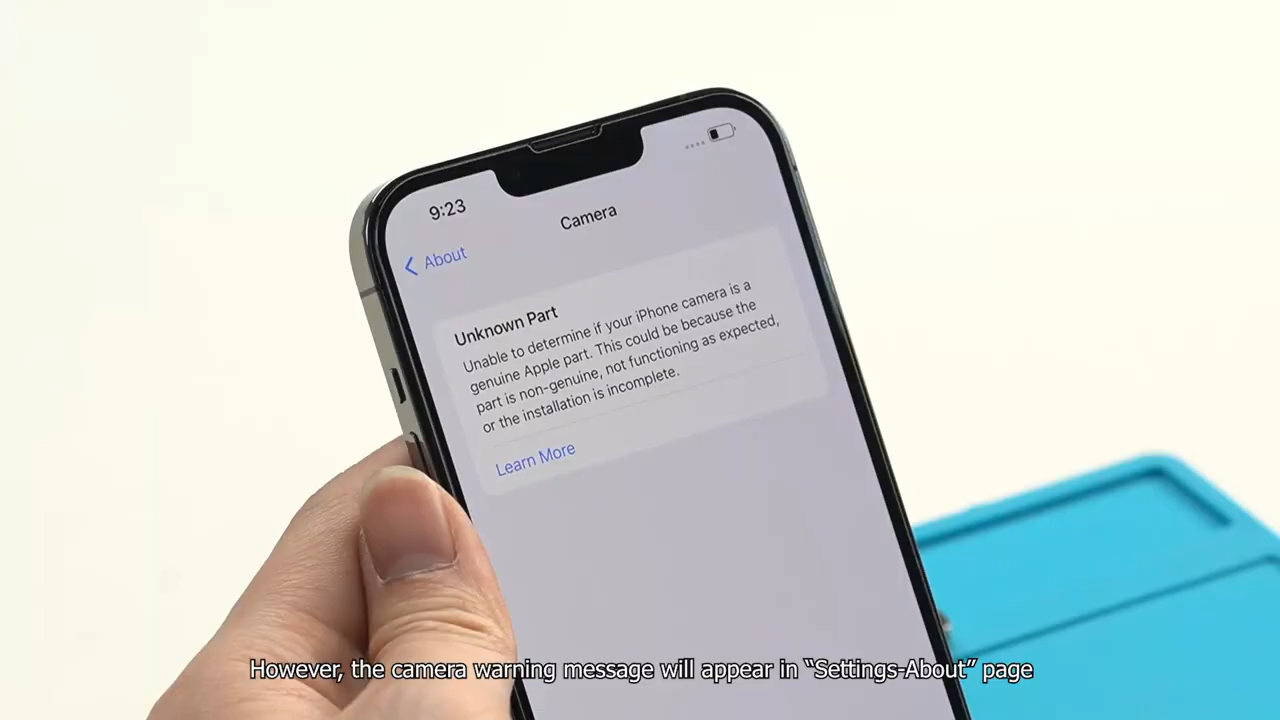 9:23
Camera
About
Unknown Part
Unable to determine if your iPhone camera is a
genuine Apple part. This could be because the
part is non-genuine, not functioning as expected,
or the installation is incomplete.
Learn More
However, the camera warning message will appear in “Settings-About” page